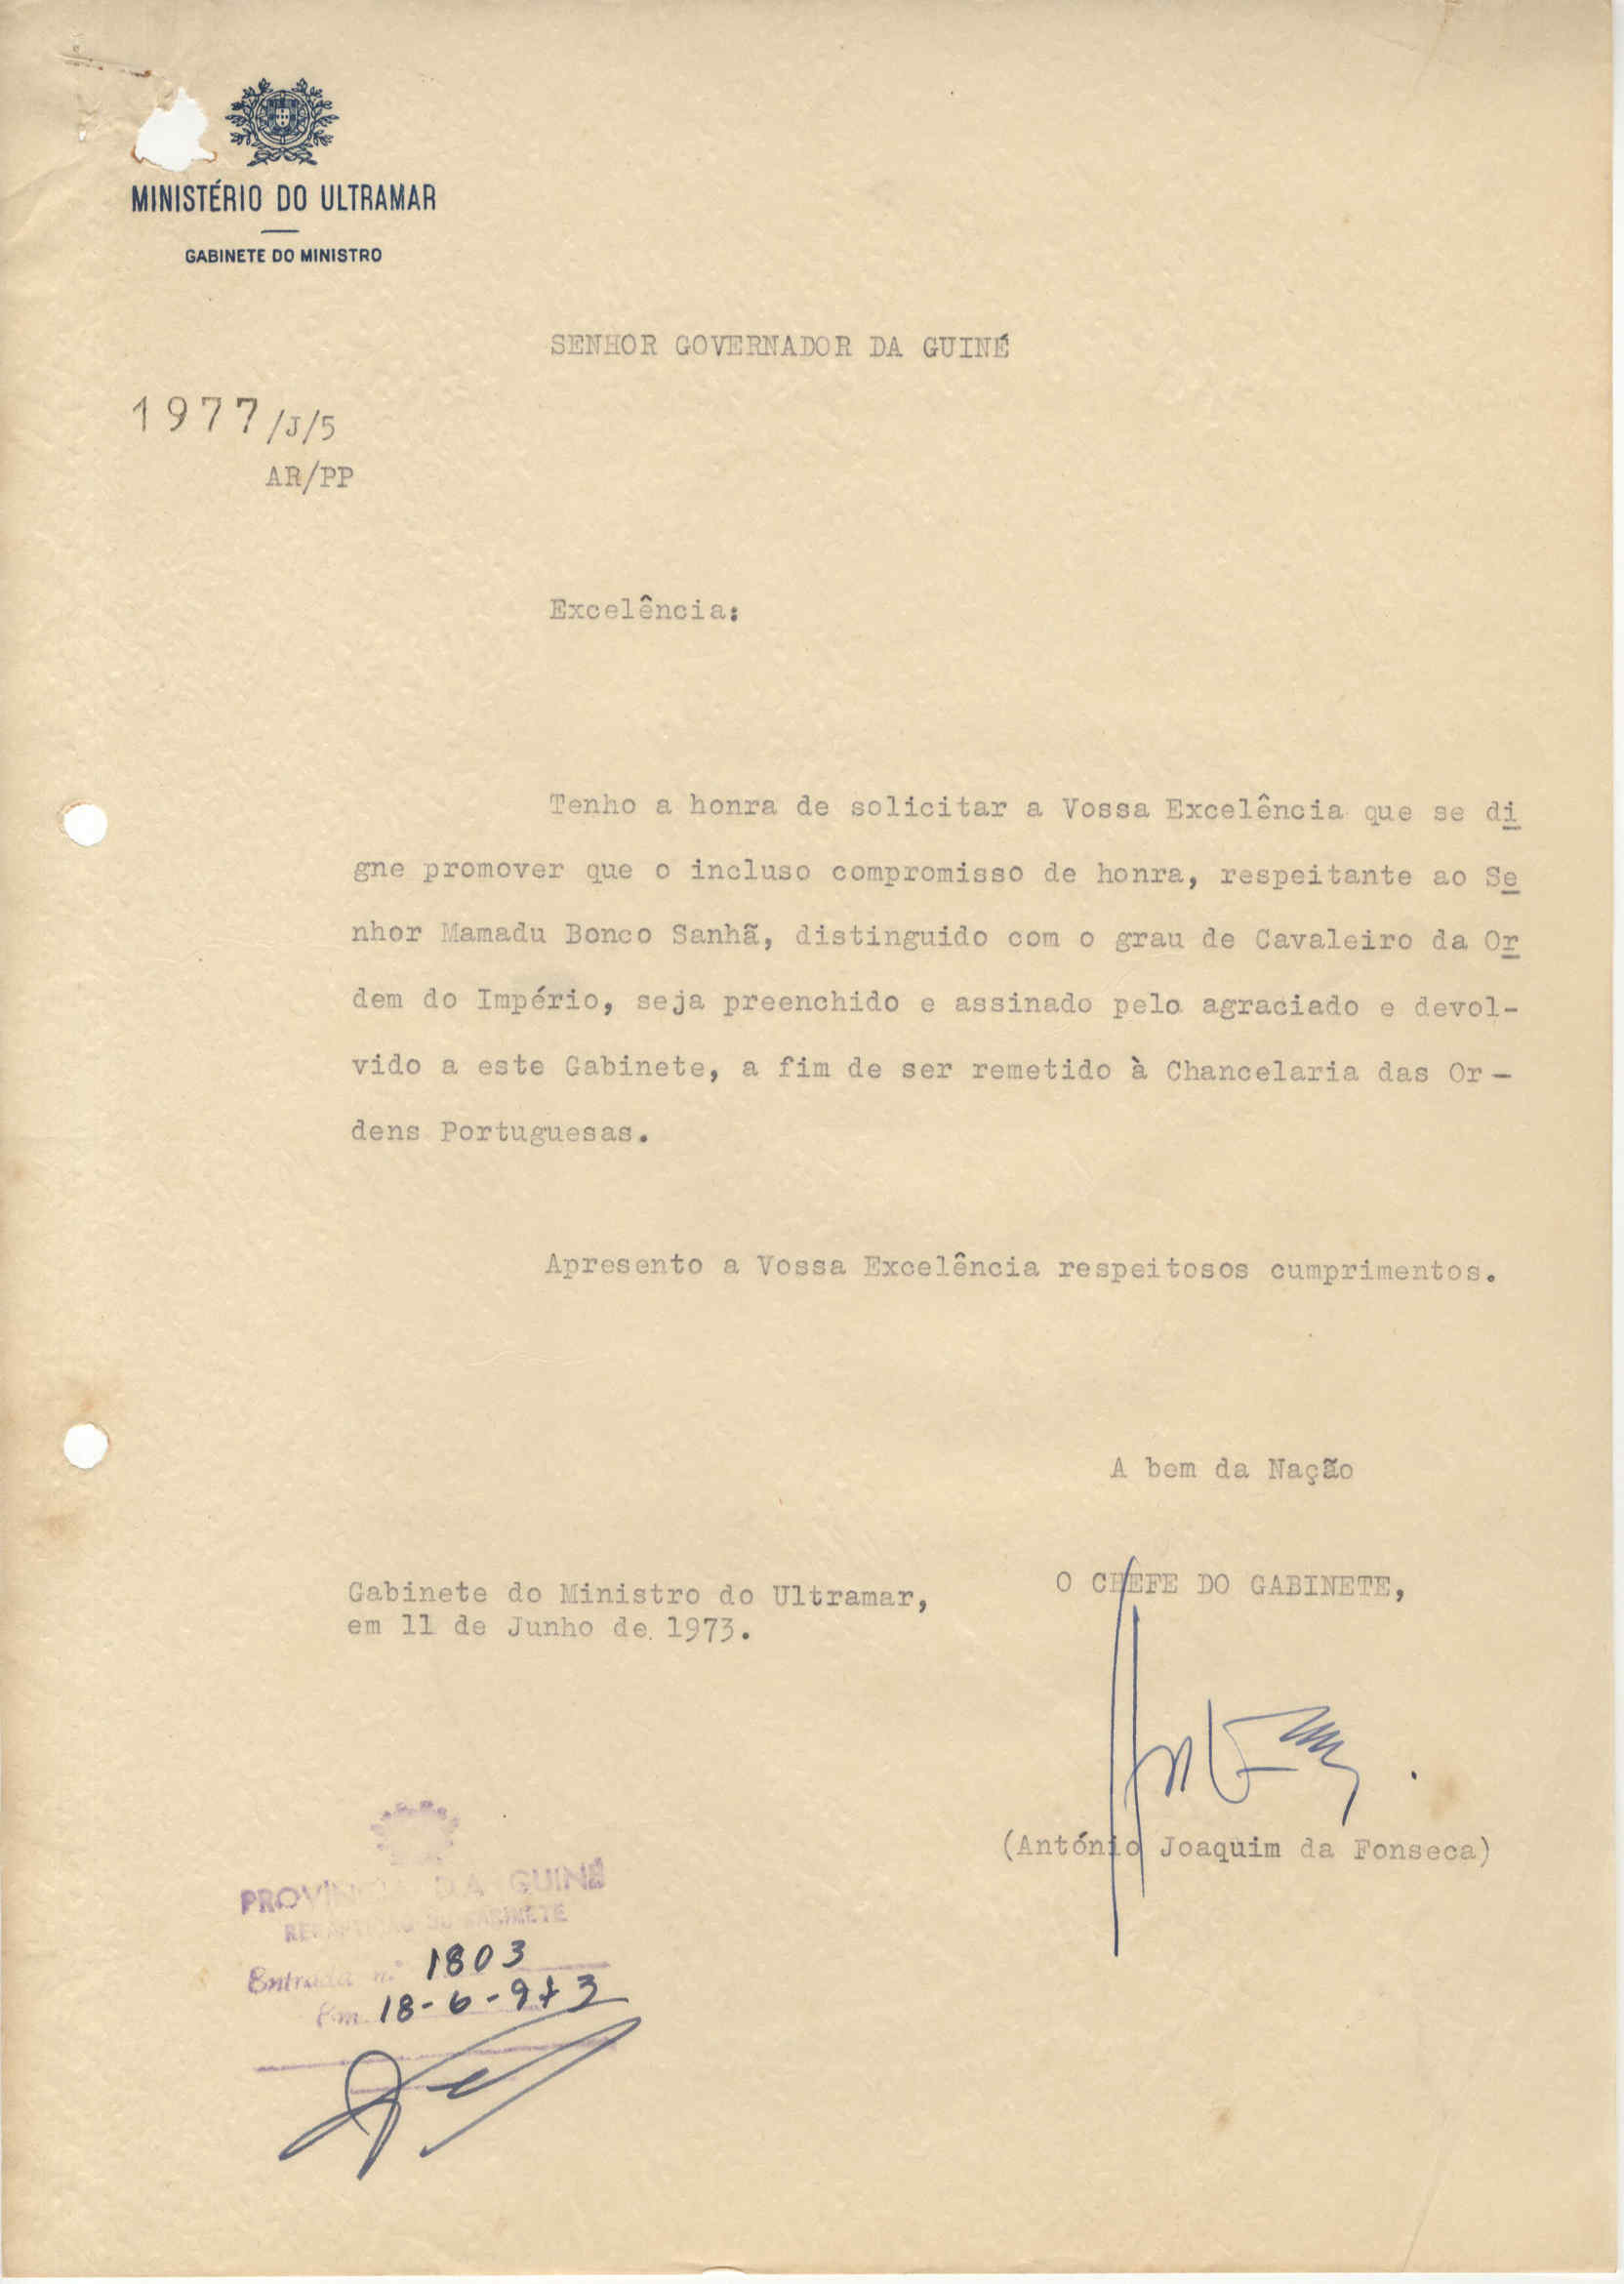 MINISTÉRIO DO ULTRAMAR
GABINETE DO MINISTRO
SENHOR GOVERNADOR DA GUINÉ
1977/J/5
AR/PP
Excelência:
Tenho a honra de solicitar a Vossa Excelência que se di
gne promover que o incluso compromisso de honra, respeitante ao Se
nhor Mamadu Bonco Sanhã, distinguido com o grau de Cavaleiro da Or
dem do Império, seja preenchido e assinado pelo agraciado e devol-
vido a este Gabinete, a fim de ser remetido à Chancelaria das Or-
dens Portuguesas.
Apresento a Vossa Excelência respeitosos cumprimentos.
A bem da Nação
O CHEFE DO GABINETE,
Gabinete do Ministro do Ultramar,
em 11 de Junho de 1973.
(António Joaquim da Fonseca)
PROVÍNCIA DA GUINÉ
REPARTIÇÃO DO GABINETE
Entrada n.º 1803
Em 18-6-973